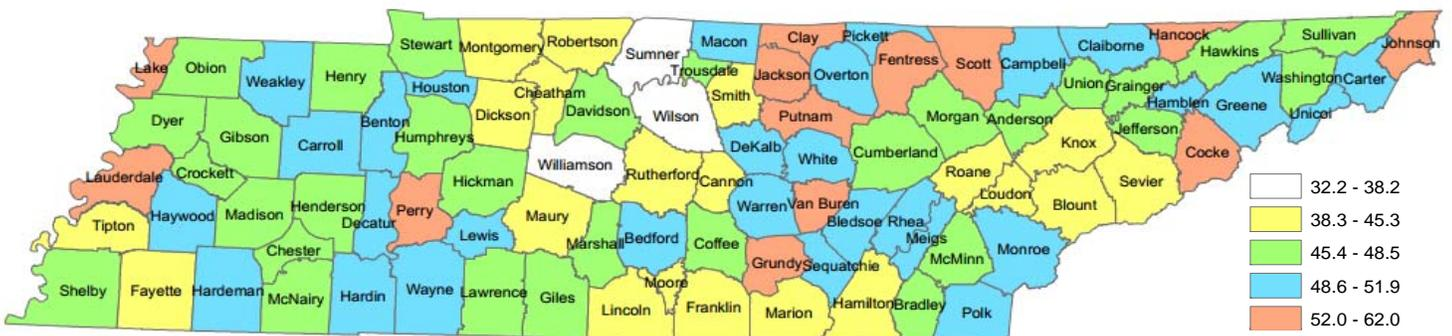 Stewart
Montgomery
Robertson
Sumner
Macon
Clay
Pickett
Hancock
Sullivan
Johnson
Lake
Obion
Weakley
Henry
Houston
Cheatham
Davidson
Trousdale
Smith
Jackson
Overton
Fentress
Scott
Campbell
Claiborne
Union
Grainger
Hawkins
Hamblen
Greene
Washington
Carter
Unicoi
Dyer
Gibson
Carroll
Benton
Humphreys
Dickson
Wilson
Putnam
DeKalb
White
Cumberland
Morgan
Anderson
Knox
Jefferson
Cocke
Lauderdale
Crockett
Williamson
Rutherford
Cannon
Roane
Loudon
Blount
Sevier
Tipton
Haywood
Madison
Henderson
Decatur
Perry
Hickman
Lewis
Maury
Marshall
Bedford
Coffee
Warren
Van Buren
Bledsoe
Rhea
Meigs
McMinn
Monroe
Chester
Grundy
Sequatchie
Shelby
Fayette
Hardeman
McNairy
Hardin
Wayne
Lawrence
Giles
Lincoln
Moore
Franklin
Marion
Hamilton
Bradley
Polk
32.2 - 38.2
38.3 - 45.3
45.4 - 48.5
48.6 - 51.9
52.0 - 62.0